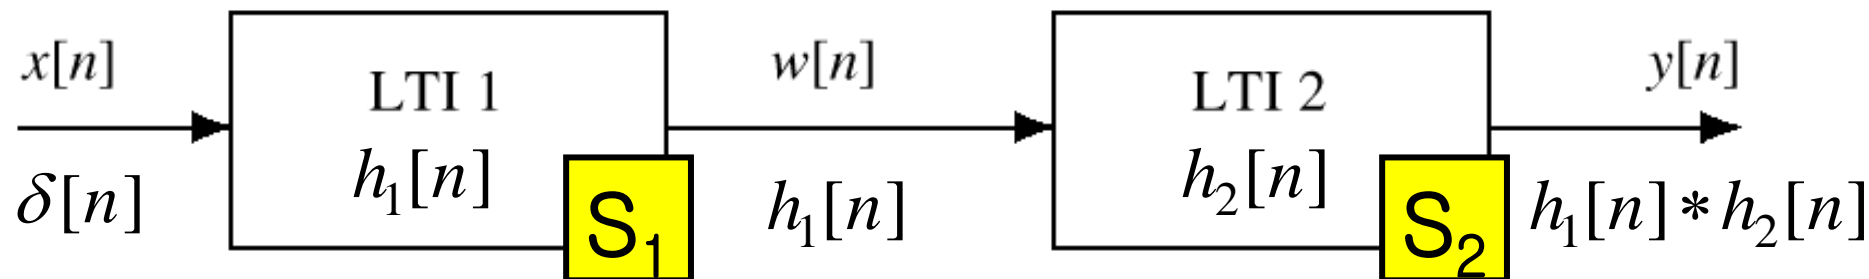 x[n] LTI 1 w[n] LTI 2 y[n]
δ[n] h₁[n] S₁ h₁[n] h₂[n] S₂ h₁[n] * h₂[n]